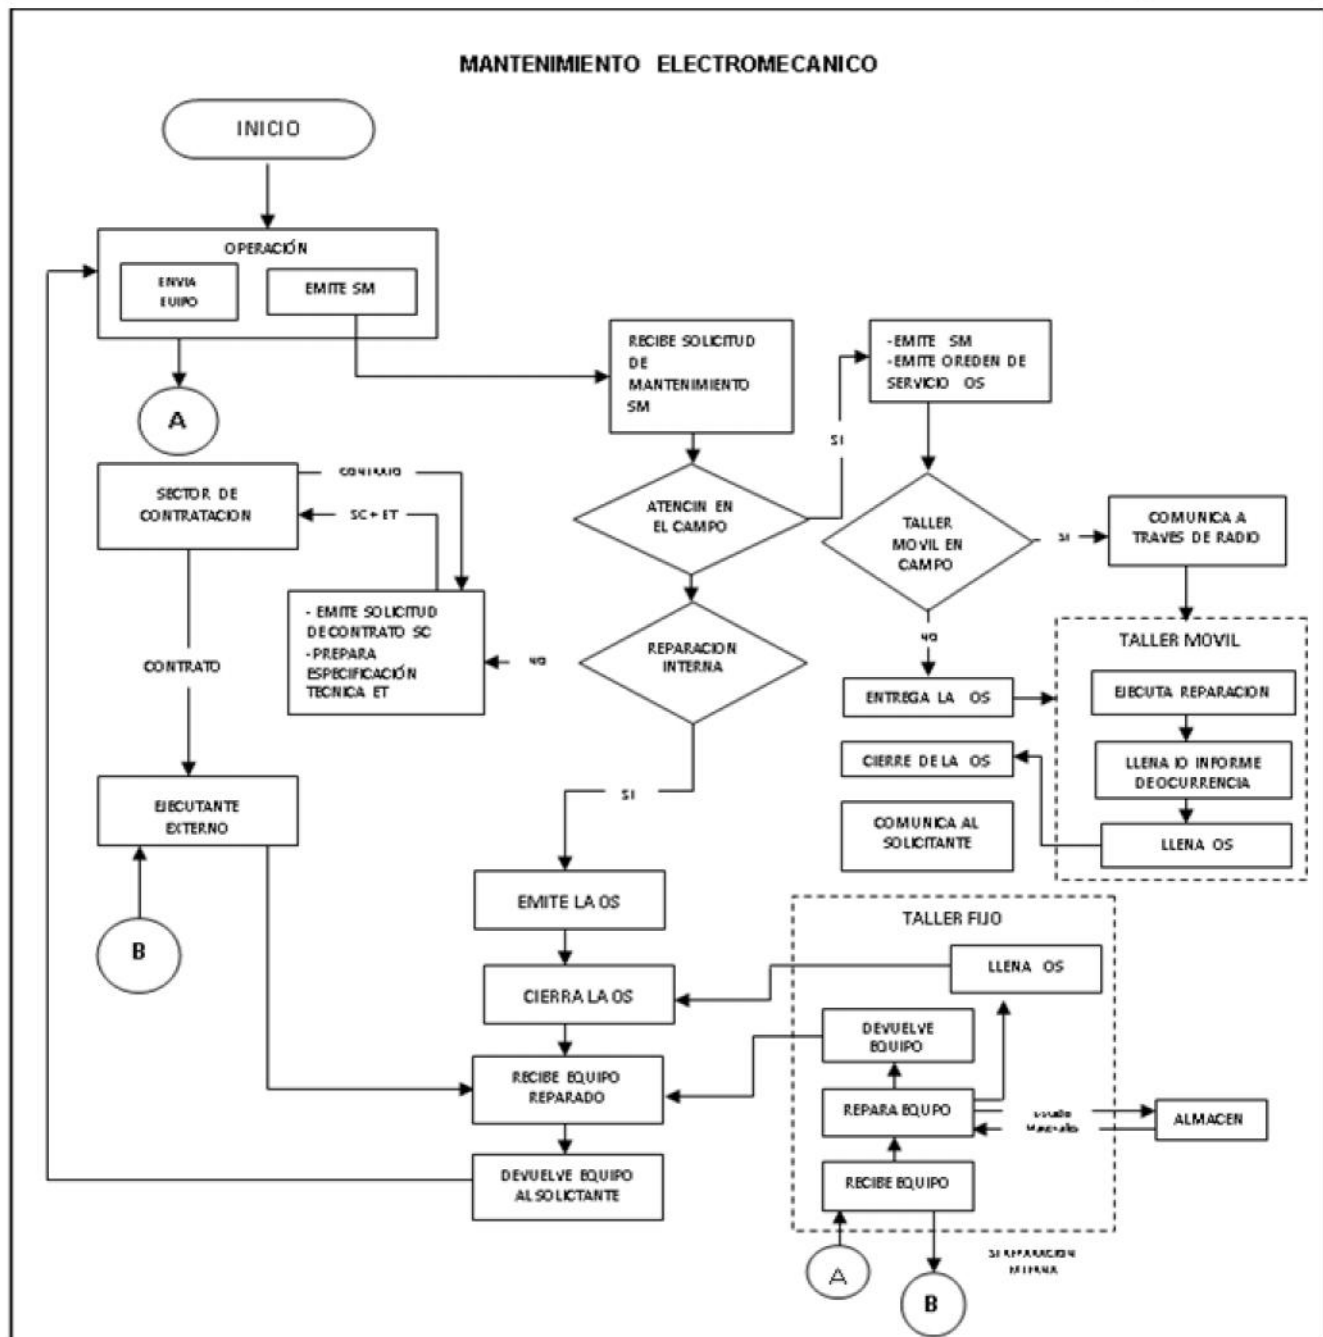 MANTENIMIENTO ELECTROMECANICO
INICIO
OPERACIÓN
ENVIA
EUIPO
EMITE SM
A
RECIBE SOLICITUD
DE
MANTENIMIENTO
SM
-EMITE SM
-EMITE OREDEN DE
SERVICIO OS
SI
ATENCIN EN
EL CAMPO
TALLER
MOVIL EN
CAMPO
SI
COMUNICA A
TRAVES DE RADIO
SECTOR DE
CONTRATACION
SC + ET
- EMITE SOLICITUD
DE CONTRATO SC
-PREPARA
ESPECIFICACIÓN
TECNICA ET
CONTRATO
REPARACION
INTERNA
TALLER MOVIL
EJECUTA REPARACION
LLENA IO INFORME
DE OCURRENCIA
LLENA OS
ENTREGA LA OS
CIERRE DE LA OS
COMUNICA AL
SOLICITANTE
SI
EJECUTANTE
EXTERNO
B
EMITE LA OS
CIERRA LA OS
RECIBE EQUIPO
REPARADO
DEVUELVE EQUIPO
AL SOLICTANTE
TALLER FIJO
LLENA OS
DEVUELVE
EQUIPO
REPARA EQUPO
RECIBE EQUIPO
ALMACEN
A
B